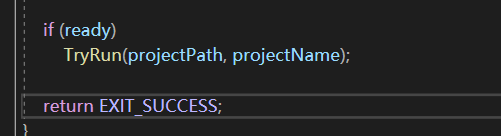 if (ready)
TryRun(projectPath, projectName);
return EXIT_SUCCESS;
}